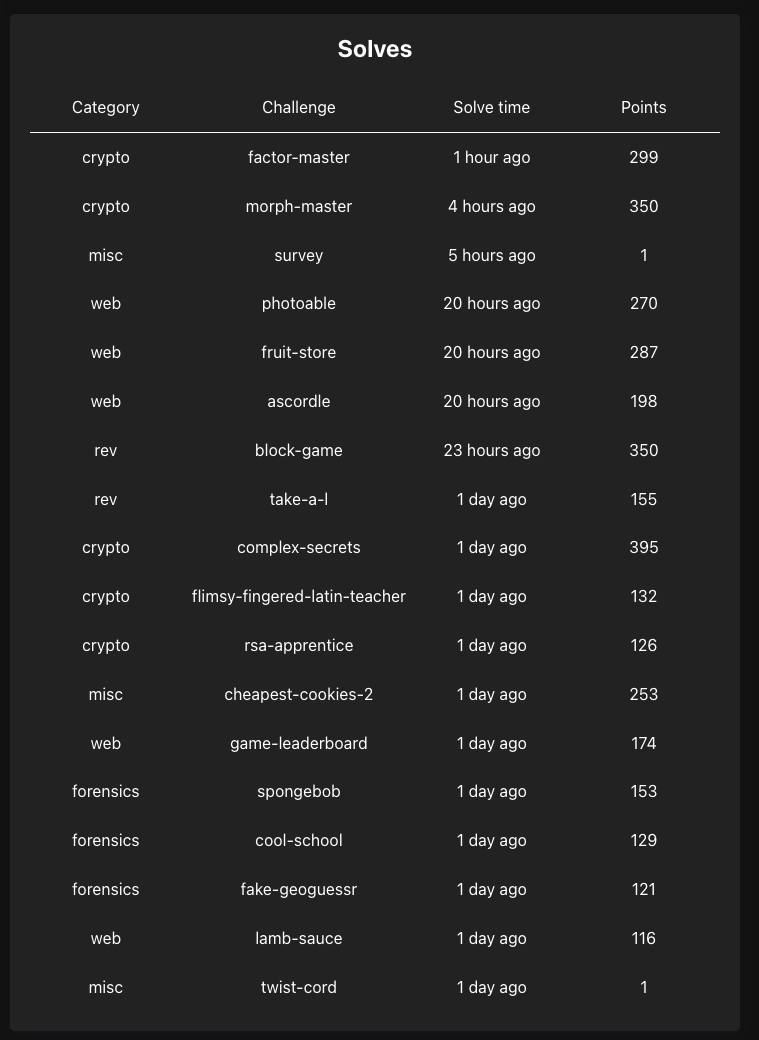 Solves
Category Challenge Solve time Points
crypto factor-master 1 hour ago 299
crypto morph-master 4 hours ago 350
misc survey 5 hours ago 1
web photoable 20 hours ago 270
web fruit-store 20 hours ago 287
web ascordle 20 hours ago 198
rev block-game 23 hours ago 350
rev take-a-l 1 day ago 155
crypto complex-secrets 1 day ago 395
crypto flimsy-fingered-latin-teacher 1 day ago 132
crypto rsa-apprentice 1 day ago 126
misc cheapest-cookies-2 1 day ago 253
web game-leaderboard 1 day ago 174
forensics spongebob 1 day ago 153
forensics cool-school 1 day ago 129
forensics fake-geoguessr 1 day ago 121
web lamb-sauce 1 day ago 116
misc twist-cord 1 day ago 1